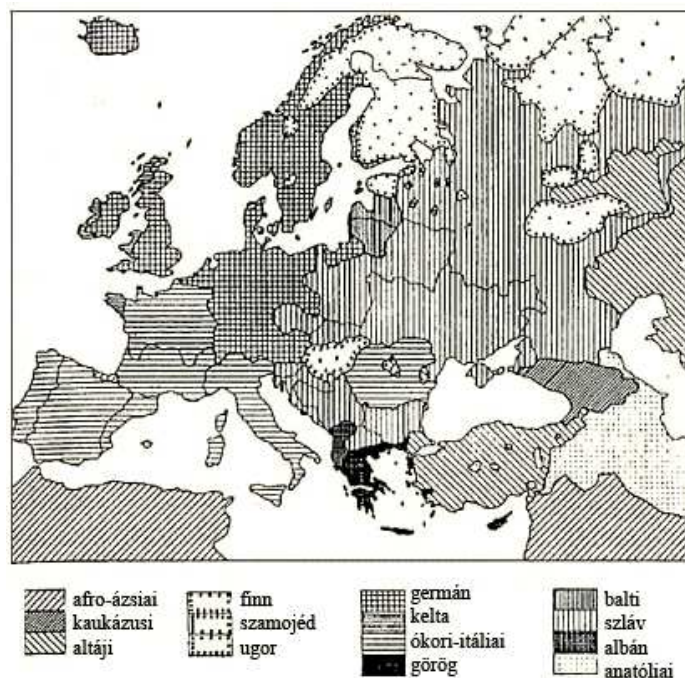 afro-ázsiai
kaukázusi
altáji
finn
szamojéd
ugor
germán
kelta
ókori-itáliai
görög
balti
szláv
albán
anatóliai